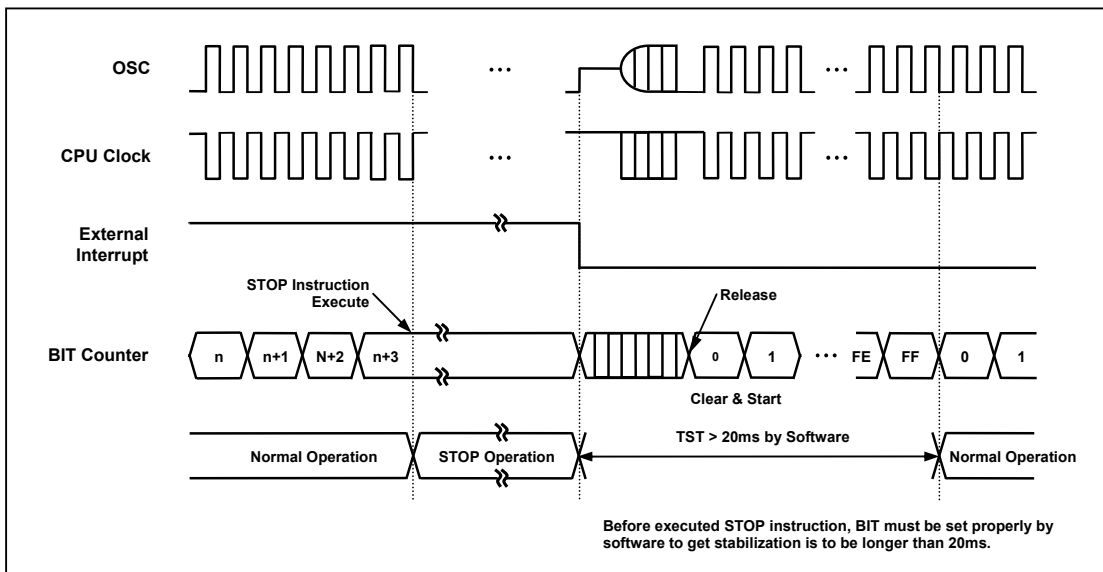 OSC
...
...
CPU Clock
...
...
External
Interrupt
STOP Instruction
Execute
Release
BIT Counter
n
n+1
N+2
n+3
0
1
...
FE
FF
0
1
Clear & Start
TST > 20ms by Software
Normal Operation
STOP Operation
Normal Operation
Before executed STOP instruction, BIT must be set properly by
software to get stabilization is to be longer than 20ms.